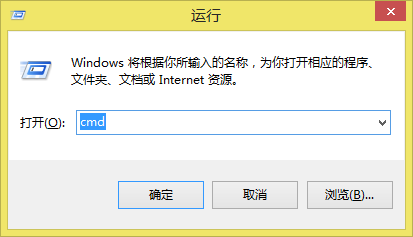 运行
Windows 将根据你所输入的名称，为你打开相应的程序、
文件夹、文档或 Internet 资源。
打开(O): cmd
确定 取消 浏览(B)...